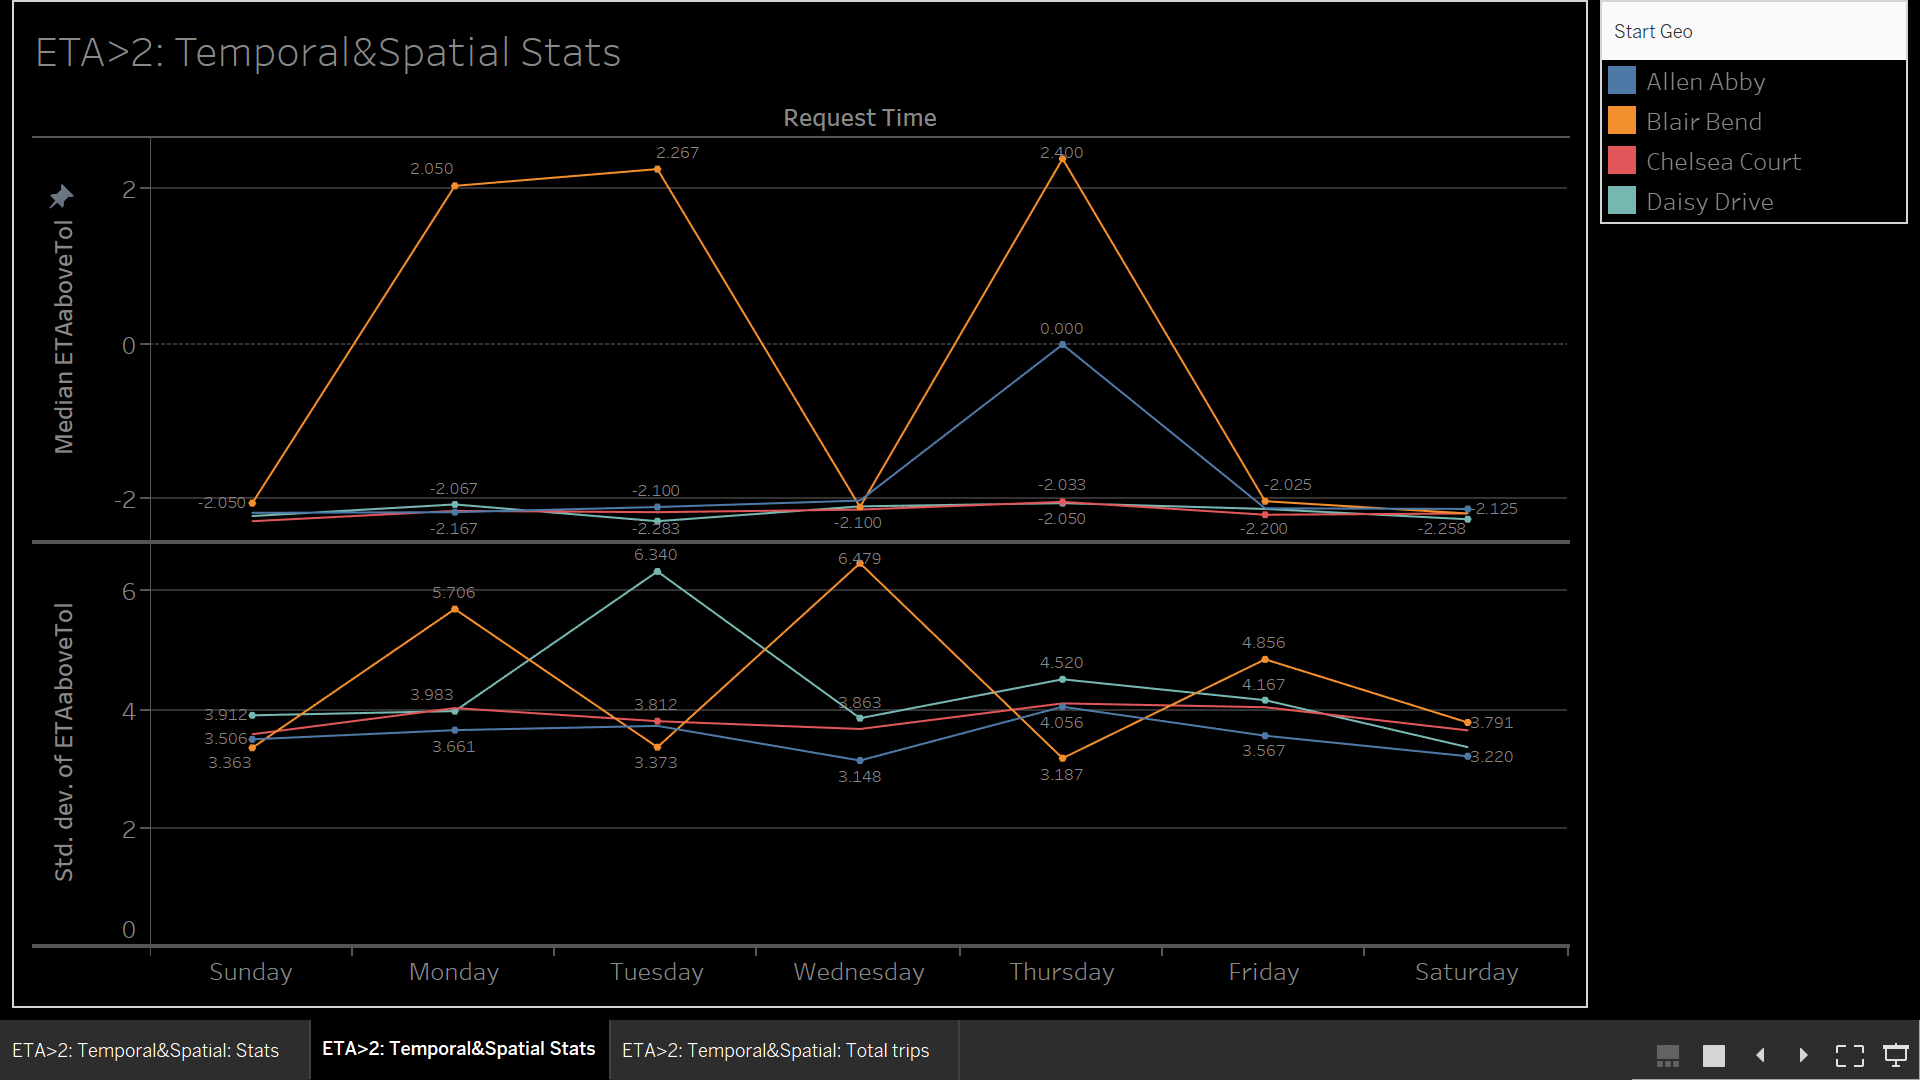 ETA>2: Temporal&Spatial Stats
Request Time
Median ETAaboveTol
2
0
-2
2.050
2.267
2.400
0.000
-2.050
-2.067
-2.167
-2.100
-2.283
-2.100
-2.033
-2.050
-2.025
-2.200
-2.125
-2.258
Std. dev. of ETAaboveTol
6
4
2
0
6.340
6.479
5.706
4.856
4.520
4.167
3.983
3.912
3.812
3.863
4.056
3.791
3.506
3.363
3.661
3.373
3.148
3.187
3.567
3.220
Sunday
Monday
Tuesday
Wednesday
Thursday
Friday
Saturday
Start Geo
Allen Abby
Blair Bend
Chelsea Court
Daisy Drive
ETA>2: Temporal&Spatial: Stats
ETA>2: Temporal&Spatial Stats
ETA>2: Temporal&Spatial: Total trips